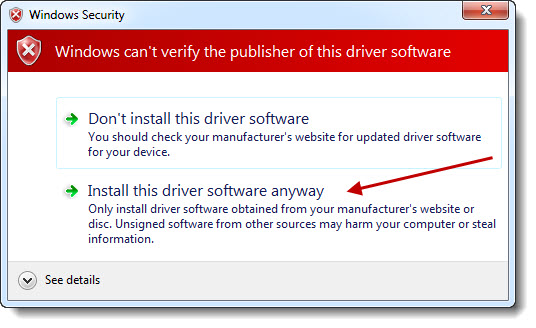 Windows Security
Windows can't verify the publisher of this driver software
Don't install this driver software
You should check your manufacturer's website for updated driver software
for your device.
Install this driver software anyway
Only install driver software obtained from your manufacturer's website or
disc. Unsigned software from other sources may harm your computer or steal
information.
See details